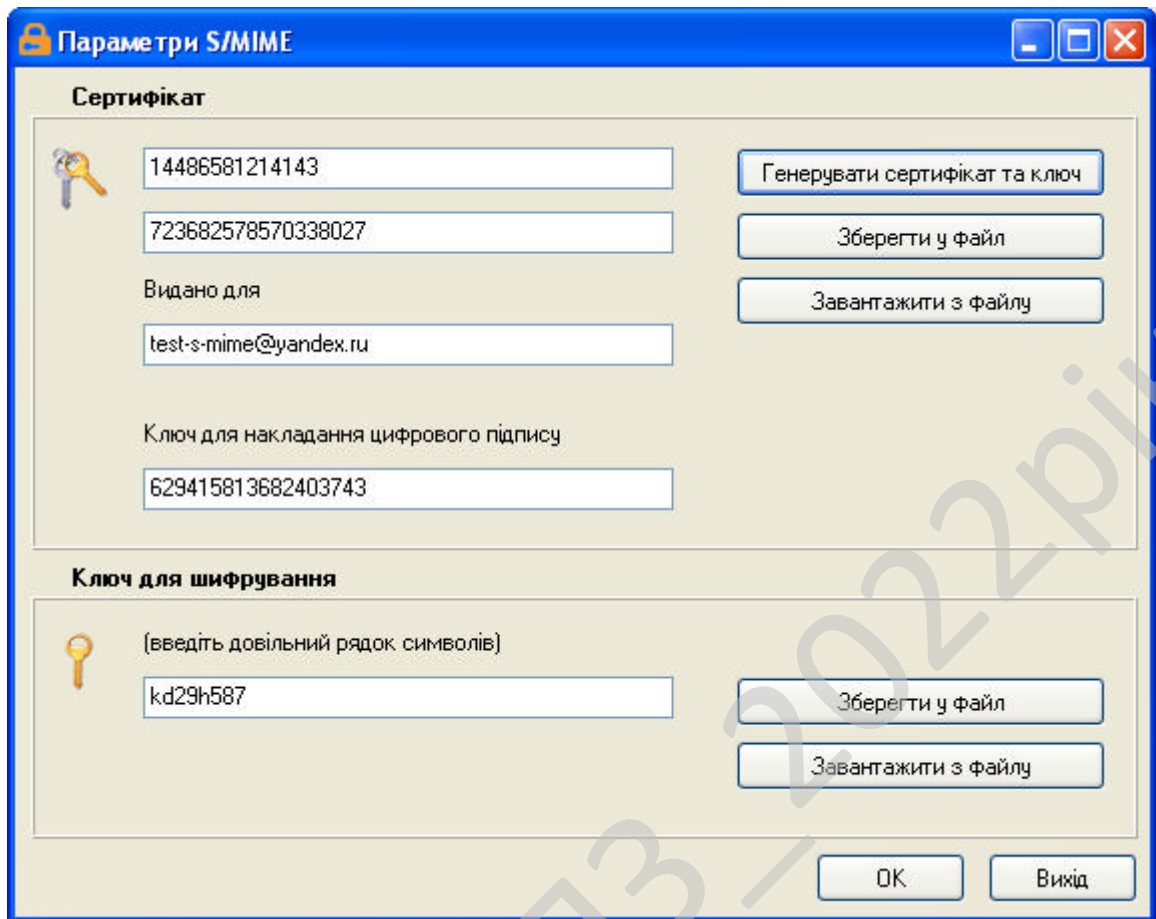 Параметри S/MIME
Сертифікат
14486581214143
Генерувати сертифікат та ключ
723682578570338027
Зберегти у файл
Видано для
Завантажити з файлу
test-s-mime@yandex.ru
Ключ для накладання цифрового підпису
629415813682403743
Ключ для шифрування
(введіть довільний рядок символів)
kd29h587
Зберегти у файл
Завантажити з файлу
OK
Вихід